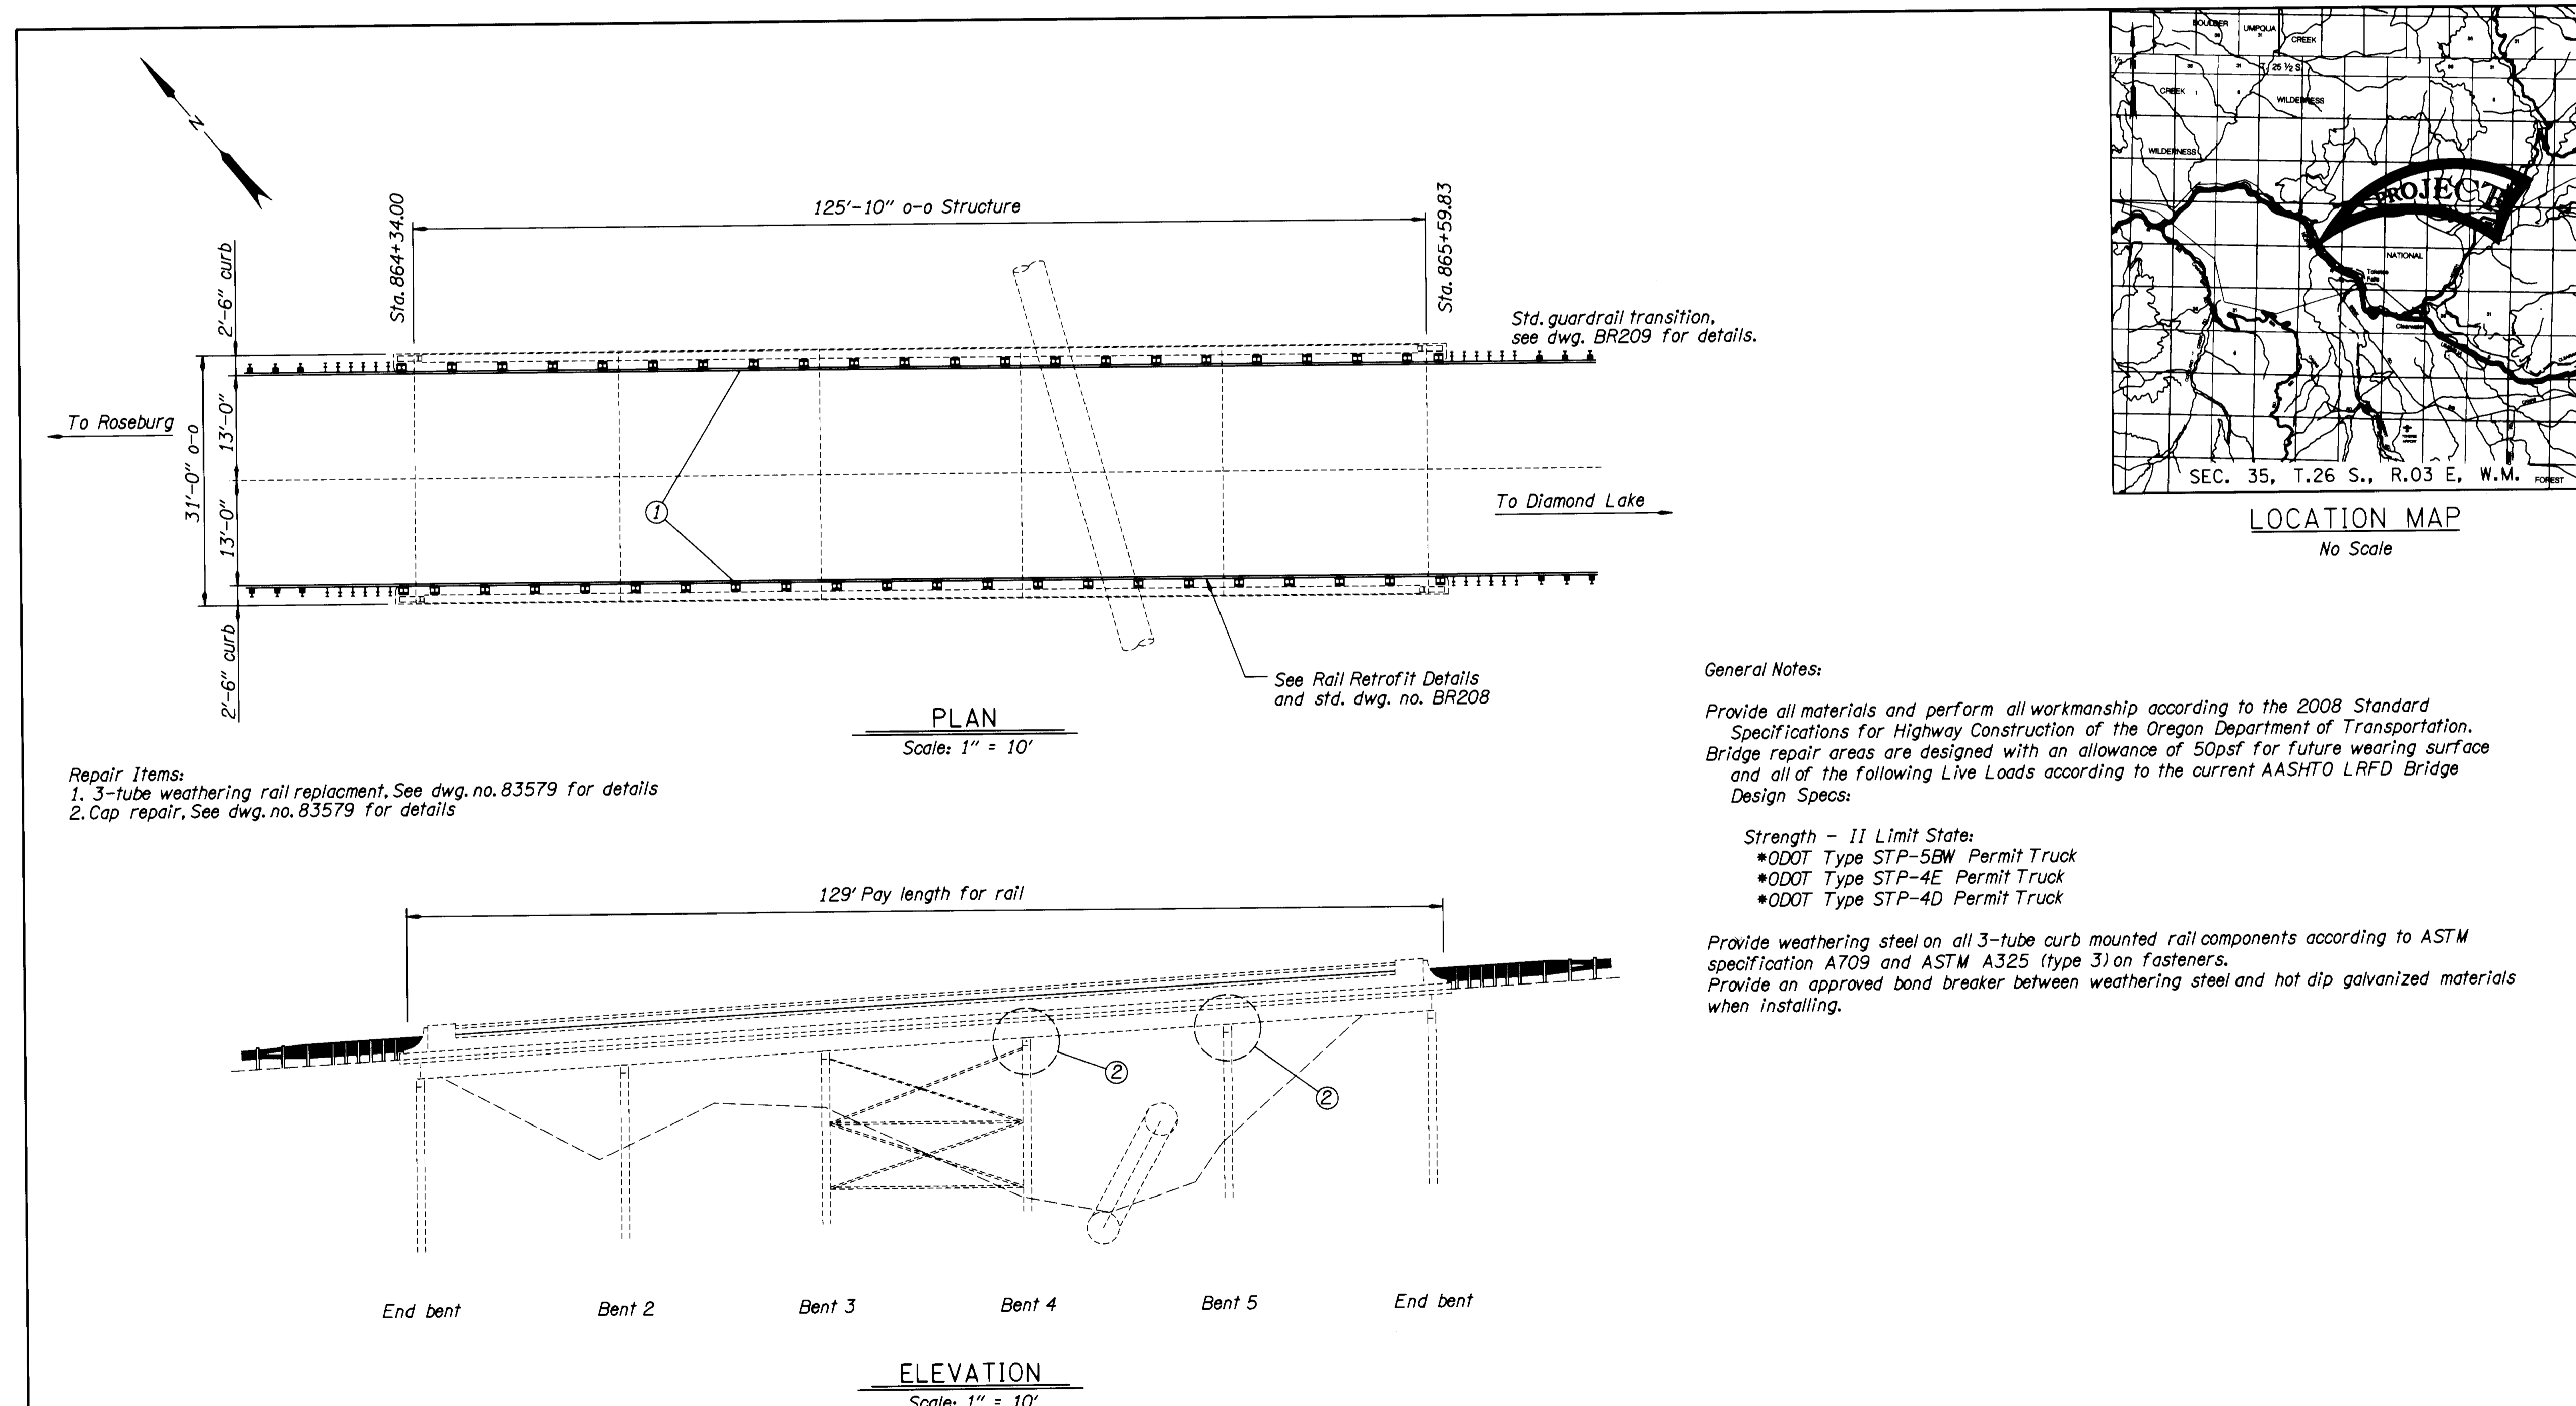 N
125'-10" o-o Structure
Sta. 864+34.00
Sta. 865+59.83
2'-6" curb
13'-0"
31'-0" o-o
13'-0"
2'-6" curb
To Roseburg
Std. guardrail transition,
see dwg. BR209 for details.
1
To Diamond Lake
See Rail Retrofit Details
and std. dwg. no. BR208
PLAN
Scale: 1" = 10'
BOULDER
UMPQUA
CREEK
25 ½ S.
CREEK
WILDERNESS
WILDERNESS
PROJECT
NATIONAL
Toketee
Falls
Clearwater
SEC. 35, T.26 S., R.03 E, W.M.
FOREST
LOCATION MAP
No Scale
Repair Items:
1. 3-tube weathering rail replacment, See dwg. no. 83579 for details
2. Cap repair, See dwg. no. 83579 for details
General Notes:
Provide all materials and perform all workmanship according to the 2008 Standard
Specifications for Highway Construction of the Oregon Department of Transportation.
Bridge repair areas are designed with an allowance of 50psf for future wearing surface
and all of the following Live Loads according to the current AASHTO LRFD Bridge
Design Specs:
Strength - II Limit State:
*ODOT Type STP-5BW Permit Truck
*ODOT Type STP-4E Permit Truck
*ODOT Type STP-4D Permit Truck
Provide weathering steel on all 3-tube curb mounted rail components according to ASTM
specification A709 and ASTM A325 (type 3) on fasteners.
Provide an approved bond breaker between weathering steel and hot dip galvanized materials
when installing.
129' Pay length for rail
2
2
End bent
Bent 2
Bent 3
Bent 4
Bent 5
End bent
ELEVATION
Scale: 1" = 10'